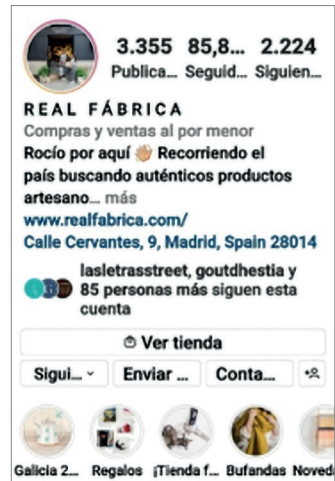 3.355 85,8... 2.224
Publica... Seguid... Siguien...
REAL FÁBRICA
Compras y ventas al por menor
Rocío por aquí 👋🏼 Recorriendo el
país buscando auténticos productos
artesano... más
www.realfabrica.com/
Calle Cervantes, 9, Madrid, Spain 28014
lasletrasstreet, goutdhestia y
85 personas más siguen esta
cuenta
Ver tienda
Sigui... Enviar ... Conta...
Galicia 2... Regalos ¡Tienda f... Bufandas Noved